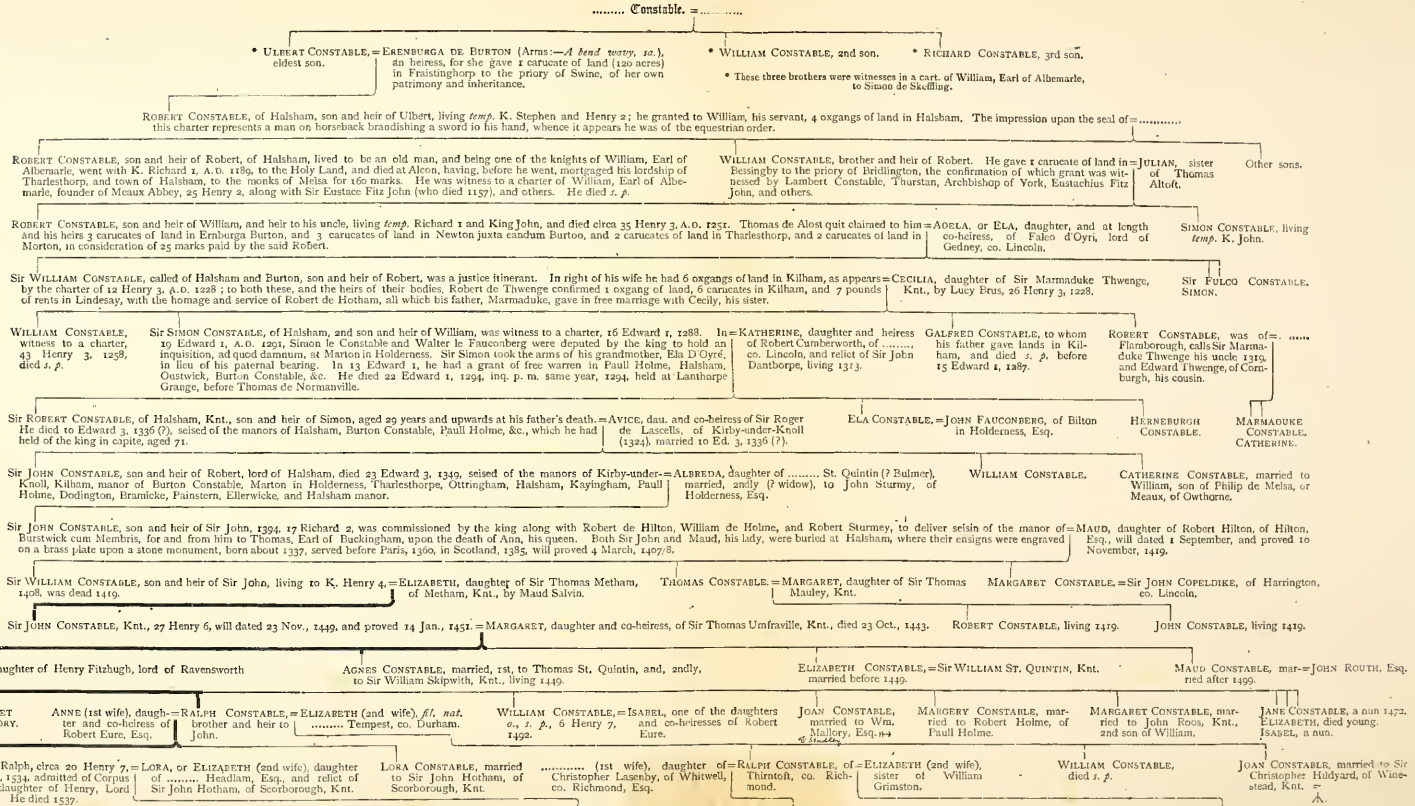 ......... Constable. = ... .........
* ULBERT CONSTABLE, = ERENBURGA DE BURTON (Arms:—A bend wavy, sa.),
eldest son.
an heiress, for she gave 1 carucate of land (120 acres)
in Fraistinghorp to the priory of Swine, of her own
patrimony and inheritance.
* WILLIAM CONSTABLE, 2nd son.
* RICHARD CONSTABLE, 3rd son.
* These three brothers were witnesses in a cart. of William, Earl of Albemarle,
to Simon de Skeffling.
ROBERT CONSTABLE, of Halsham, son and heir of Ulbert, living temp. K. Stephen and Henry 2; he granted to William, his servant, 4 oxgangs of land in Halsham. The impression upon the seal of = ............
this charter represents a man on horseback brandishing a sword in his hand, whence it appears he was of the equestrian order.
ROBERT CONSTABLE, son and heir of Robert, of Halsham, lived to be an old man, and being one of the knights of William, Earl of
Albemarle, went with K. Richard 1, A.D. 1189, to the Holy Land, and died at Alcon, having, before he went, mortgaged his lordship of
Tharlesthorp, and town of Halsham, to the monks of Melsa for 160 marks. He was witness to a charter of William, Earl of Albe-
marle, founder of Meaux Abbey, 25 Henry 2, along with Sir Eustace Fitz John (who died 1157), and others. He died s. p.
WILLIAM CONSTABLE, brother and heir of Robert. He gave 1 carucate of land in = JULIAN, sister
Bessingby to the priory of Bridlington, the confirmation of which grant was wit-
nessed by Lambert Constable, Thurstan, Archbishop of York, Eustachius Fitz
John, and others.
of Thomas
Altoft.
Other sons.
ROBERT CONSTABLE, son and heir of William, and heir to his uncle, living temp. Richard 1 and King John, and died circa 35 Henry 3, A.D. 1251. Thomas de Alost quit claimed to him = ADELA, or ELA, daughter, and at length
and his heirs 3 carucates of land in Ernburga Burton, and 3 carucates of land in Newton juxta eandum Burtoo, and 2 carucates of land in Tharlesthorp, and 2 carucates of land in
Morton, in consideration of 25 marks paid by the said Robert.
co-heiress, of Falco d'Oyri, lord of
Gedney, co. Lincoln.
SIMON CONSTABLE, living
temp. K. John.
Sir WILLIAM CONSTABLE, called of Halsham and Burton, son and heir of Robert, was a justice itinerant. In right of his wife he had 6 oxgangs of land in Kilham, as appears = CECILIA, daughter of Sir Marmaduke Thwenge,
by the charter of 12 Henry 3, A.D. 1228; to both these, and the heirs of their bodies, Robert de Thwenge confirmed 1 oxgang of land, 6 carucates in Kilham, and 7 pounds
of rents in Lindesay, with the homage and service of Robert de Hotham, all which bis father, Marmaduke, gave in free marriage with Cecily, his sister.
Knt., by Lucy Brus, 26 Henry 3, 1228.
Sir FULCO CONSTABLE.
SIMON.
WILLIAM CONSTABLE,
witness to a charter,
43 Henry 3, 1258,
died s. p.
Sir SIMON CONSTABLE, of Halsham, 2nd son and heir of William, was witness to a charter, 16 Edward 1, 1288. In = KATHERINE, daughter and heiress
19 Edward 1, A.D. 1291, Simon le Constable and Walter le Fauconberg were deputed by the king to hold an
inquisition, ad quod damnum, at Marton in Holderness. Sir Simon took the arms of his grandmother, Ela D'Oyré,
in lieu of his paternal bearing. In 13 Edward 1, he had a grant of free warren in Paull Holme, Halsham,
Oustwick, Burton Constable, &c. He died 22 Edward 1, 1294, inq. p. m. same year, 1294, held at Lanthorpe
Grange, before Thomas de Normanville.
of Robert Cumberworth, of ........,
co. Lincoln, and relict of Sir John
Danthorpe, living 1313.
GALFRED CONSTABLE, to whom
his father gave lands in Kil-
ham, and died s. p. before
15 Edward 1, 1287.
ROBERT CONSTABLE, was of = . ......
Flamborough, calls Sir Marma-
duke Thwenge his uncle 1319,
and Edward Thwenge, of Corn-
burgh, his cousin.
Sir ROBERT CONSTABLE, of Halsham, Knt., son and heir of Simon, aged 29 years and upwards at his father's death. = AVICE, dau. and co-heiress of Sir Roger
He died 10 Edward 3, 1336 (?), seised of the manors of Halsham, Burton Constable, Paull Holme, &c., which he had
held of the king in capite, aged 71.
de Lascells, of Kirby-under-Knoll
(1324), married 10 Ed. 3, 1336 (?).
ELA CONSTABLE, = JOHN FAUCONBERG, of Bilton
in Holderness, Esq.
HERNEBURGH
CONSTABLE.
MARMADUKE
CONSTABLE.
CATHERINE.
Sir JOHN CONSTABLE, son and heir of Robert, lord of Halsham, died 23 Edward 3, 1349, seised of the manors of Kirby-under- = ALBREDA, daughter of ......... St. Quintin (? Bulmer),
Knoll, Kilham, manor of Burton Constable, Marton in Holderness, Tharlesthorpe, Ottringham, Halsham, Kayingham, Paull
Holme, Dodington, Bramicke, Painstern, Ellerwicke, and Halsham manor.
married, 2ndly (? widow), to John Sturmy, of
Holderness, Esq.
WILLIAM CONSTABLE.
CATHERINE CONSTABLE, married to
William, son of Philip de Melsa, or
Meaux, of Owthorne.
Sir JOHN CONSTABLE, son and heir of Sir John, 1394, 17 Richard 2, was commissioned by the king along with Robert de Hilton, William de Holme, and Robert Sturmey, to deliver seisin of the manor of = MAUD, daughter of Robert Hilton, of Hilton,
Burstwick cum Membris, for and from him to Thomas, Earl of Buckingham, upon the death of Ann, his queen. Both Sir John and Maud, his lady, were buried at Halsham, where their ensigns were engraved
on a brass plate upon a stone monument, born about 1337, served before Paris, 1360, in Scotland, 1385, will proved 4 March, 1407/8.
Esq., will dated 1 September, and proved 10
November, 1419.
Sir WILLIAM CONSTABLE, son and heir of Sir John, living 10 K. Henry 4, = ELIZABETH, daughter of Sir Thomas Metham,
1408, was dead 1419.
of Metham, Knt., by Maud Salvin.
THOMAS CONSTABLE. = MARGARET, daughter of Sir Thomas
Mauley, Knt.
MARGARET CONSTABLE. = Sir JOHN COPELDIKE, of Harrington,
co. Lincoln.
Sir JOHN CONSTABLE, Knt., 27 Henry 6, will dated 23 Nov., 1449, and proved 14 Jan., 1451. = MARGARET, daughter and co-heiress, of Sir Thomas Umfraville, Knt., died 23 Oct., 1443.
ROBERT CONSTABLE, living 1419.
JOHN CONSTABLE, living 1419.
aughter of Henry Fitzhugh, lord of Ravensworth
AGNES CONSTABLE, married, 1st, to Thomas St. Quintin, and, 2ndly,
to Sir William Skipwith, Knt., living 1449.
ELIZABETH CONSTABLE, = Sir WILLIAM ST. QUINTIN, Knt.
married before 1449.
MAUD CONSTABLE, mar- = JOHN ROUTH, Esq.
ried after 1499.
ET
ORY.
ANNE (1st wife), daugh- = RALPH CONSTABLE, = ELIZABETH (2nd wife), fil. nat.
ter and co-heiress of
Robert Eure, Esq.
brother and heir to
John.
......... Tempest, co. Durham.
WILLIAM CONSTABLE, = ISABEL, one of the daughters
o., s. p., 6 Henry 7,
1492.
and co-heiresses of Robert
Eure.
JOAN CONSTABLE,
married to Wm.
Mallory, Esq.
of Studley
MARGERY CONSTABLE, mar-
ried to Robert Holme, of
Paull Holme.
MARGARET CONSTABLE, mar-
ried to John Roos, Knt.,
2nd son of William.
JANE CONSTABLE, a nun 1472.
ELIZABETH, died young.
ISABEL, a nun.
Ralph, circa 20 Henry 7, = LORA, or ELIZABETH (2nd wife), daughter
, 1534, admitted of Corpus
daughter of Henry, Lord
He died 1537.
of ......... Headlam, Esq., and relict of
Sir John Hotham, of Scorborough, Knt.
LORA CONSTABLE, married
to Sir John Hotham, of
Scorborough, Knt.
............ (1st wife), daughter of = RALPH CONSTABLE, of = ELIZABETH (2nd wife),
Christopher Lasenby, of Whitwell,
co. Richmond, Esq.
Thirntoft, co. Rich-
mond.
sister of William
Grimston.
WILLIAM CONSTABLE,
died s. p.
JOAN CONSTABLE, married to Sir
Christopher Hildyard, of Wine-
stead, Knt. =